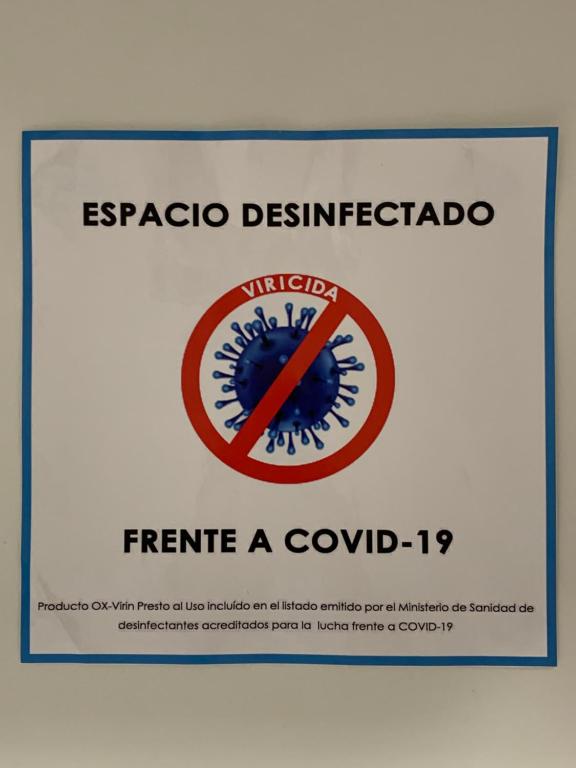 ESPACIO DESINFECTADO
VIRICIDA
FRENTE A COVID-19
Producto OX-Virin Presto al Uso incluído en el listado emitido por el Ministerio de Sanidad de
desinfectantes acreditados para la lucha frente a COVID-19